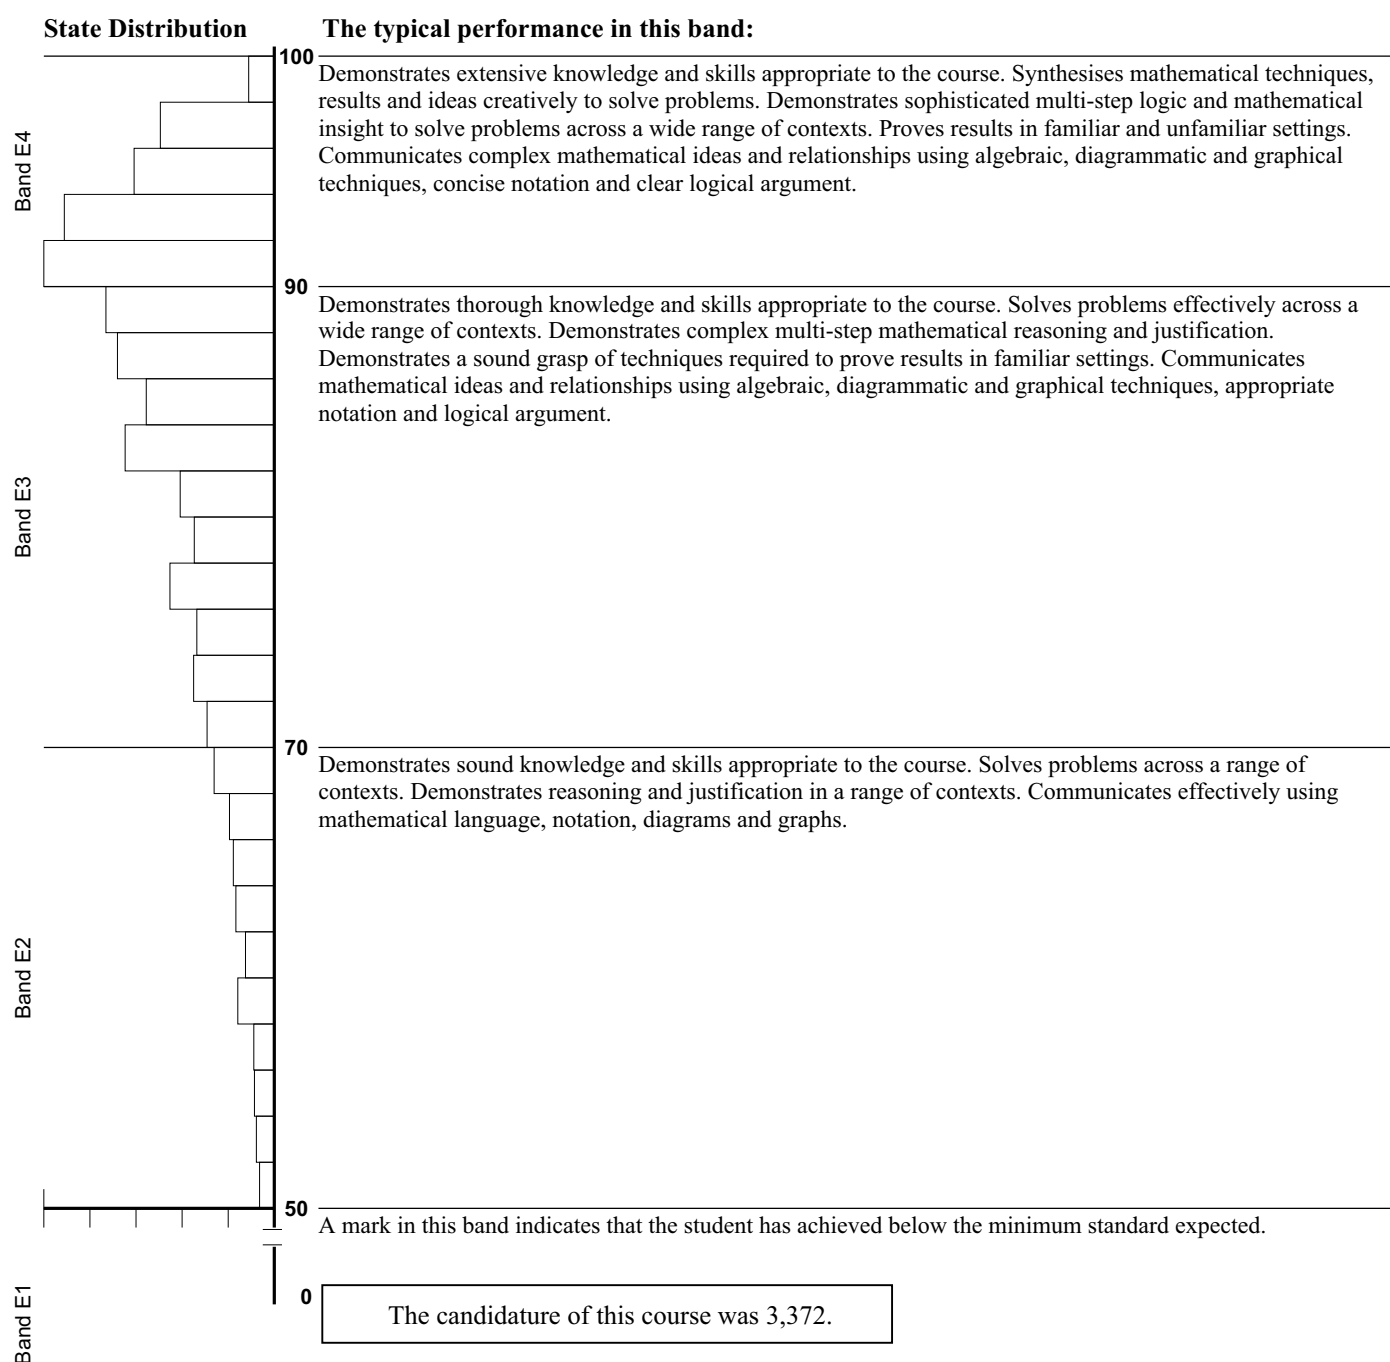 State Distribution
The typical performance in this band:
100
Demonstrates extensive knowledge and skills appropriate to the course. Synthesises mathematical techniques,
results and ideas creatively to solve problems. Demonstrates sophisticated multi-step logic and mathematical
insight to solve problems across a wide range of contexts. Proves results in familiar and unfamiliar settings.
Communicates complex mathematical ideas and relationships using algebraic, diagrammatic and graphical
techniques, concise notation and clear logical argument.
Band E4
90
Demonstrates thorough knowledge and skills appropriate to the course. Solves problems effectively across a
wide range of contexts. Demonstrates complex multi-step mathematical reasoning and justification.
Demonstrates a sound grasp of techniques required to prove results in familiar settings. Communicates
mathematical ideas and relationships using algebraic, diagrammatic and graphical techniques, appropriate
notation and logical argument.
Band E3
70
Demonstrates sound knowledge and skills appropriate to the course. Solves problems across a range of
contexts. Demonstrates reasoning and justification in a range of contexts. Communicates effectively using
mathematical language, notation, diagrams and graphs.
Band E2
50
A mark in this band indicates that the student has achieved below the minimum standard expected.
Band E1
0
The candidature of this course was 3,372.